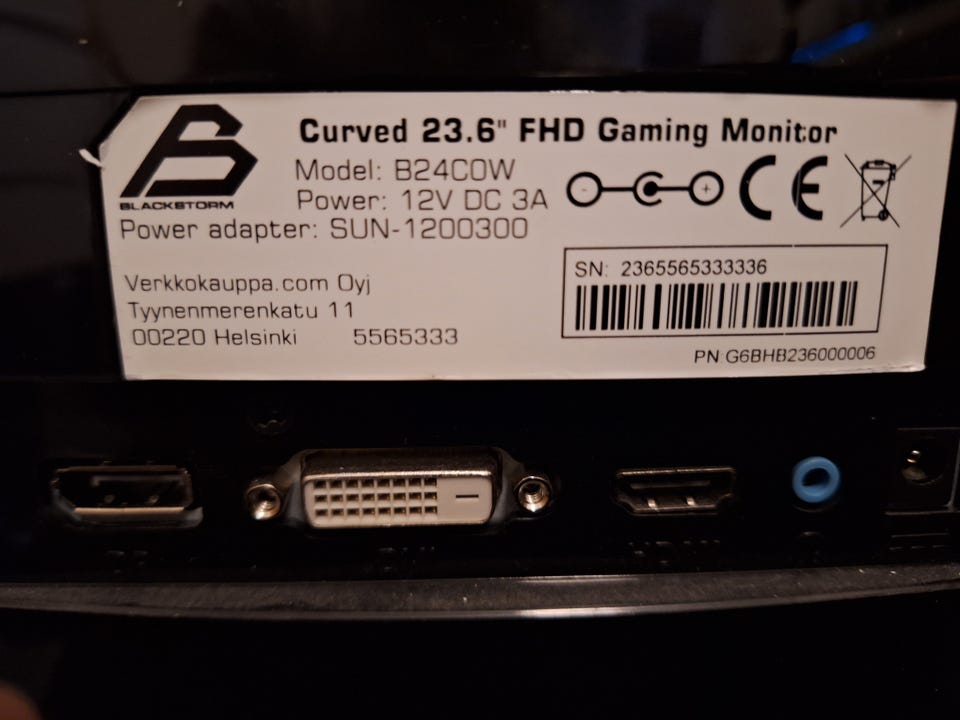 BLACKSTORM
Curved 23.6" FHD Gaming Monitor
Model: B24C0W
Power: 12V DC 3A
Power adapter: SUN-1200300
Verkkokauppa.com Oyj
Tyynenmerenkatu 11
00220 Helsinki 5565333
SN: 2365565333336
PN:G6BHB236000006